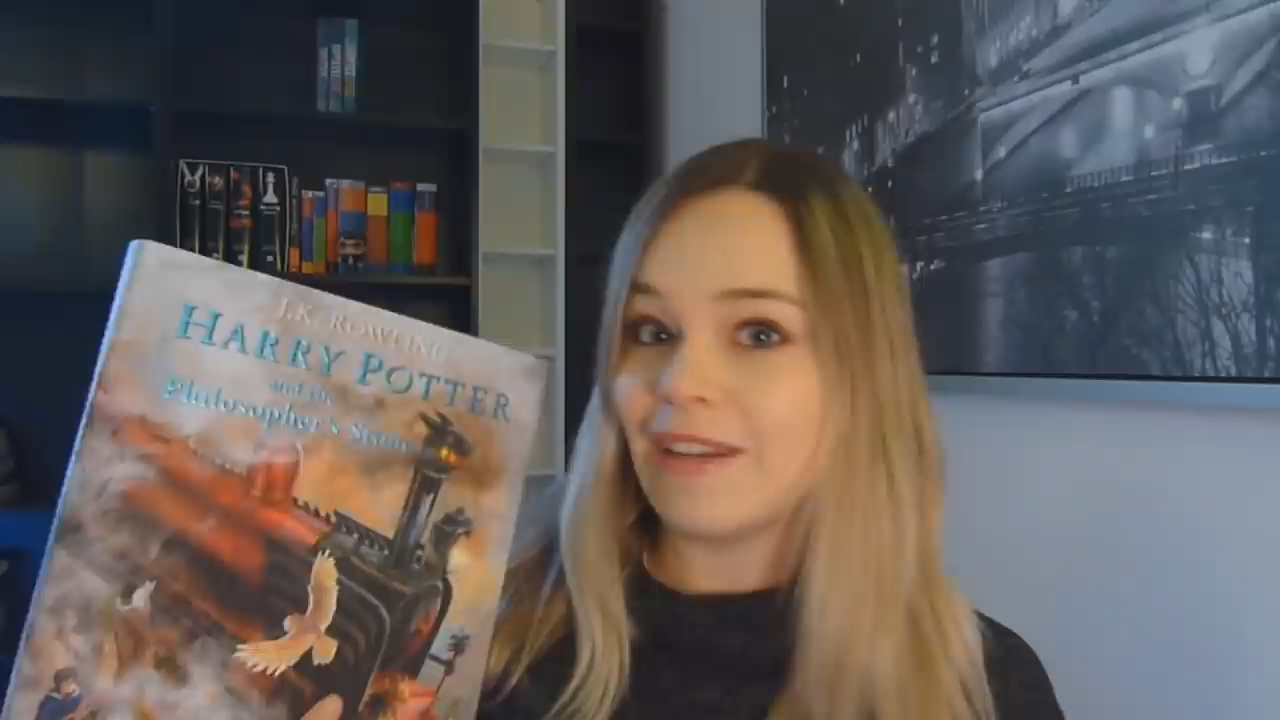 J.K. ROWLING
HARRY POTTER
and the
Philosopher's Stone